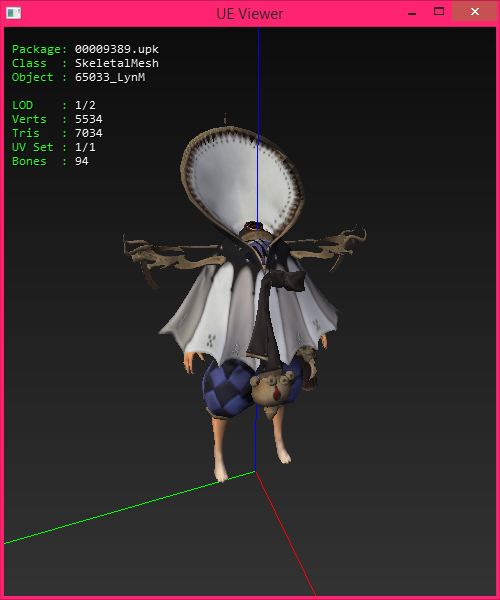 UE Viewer
Package: 00009389.upk
Class  : SkeletalMesh
Object : 65033_LynM
LOD    : 1/2
Verts  : 5534
Tris   : 7034
UV Set : 1/1
Bones  : 94